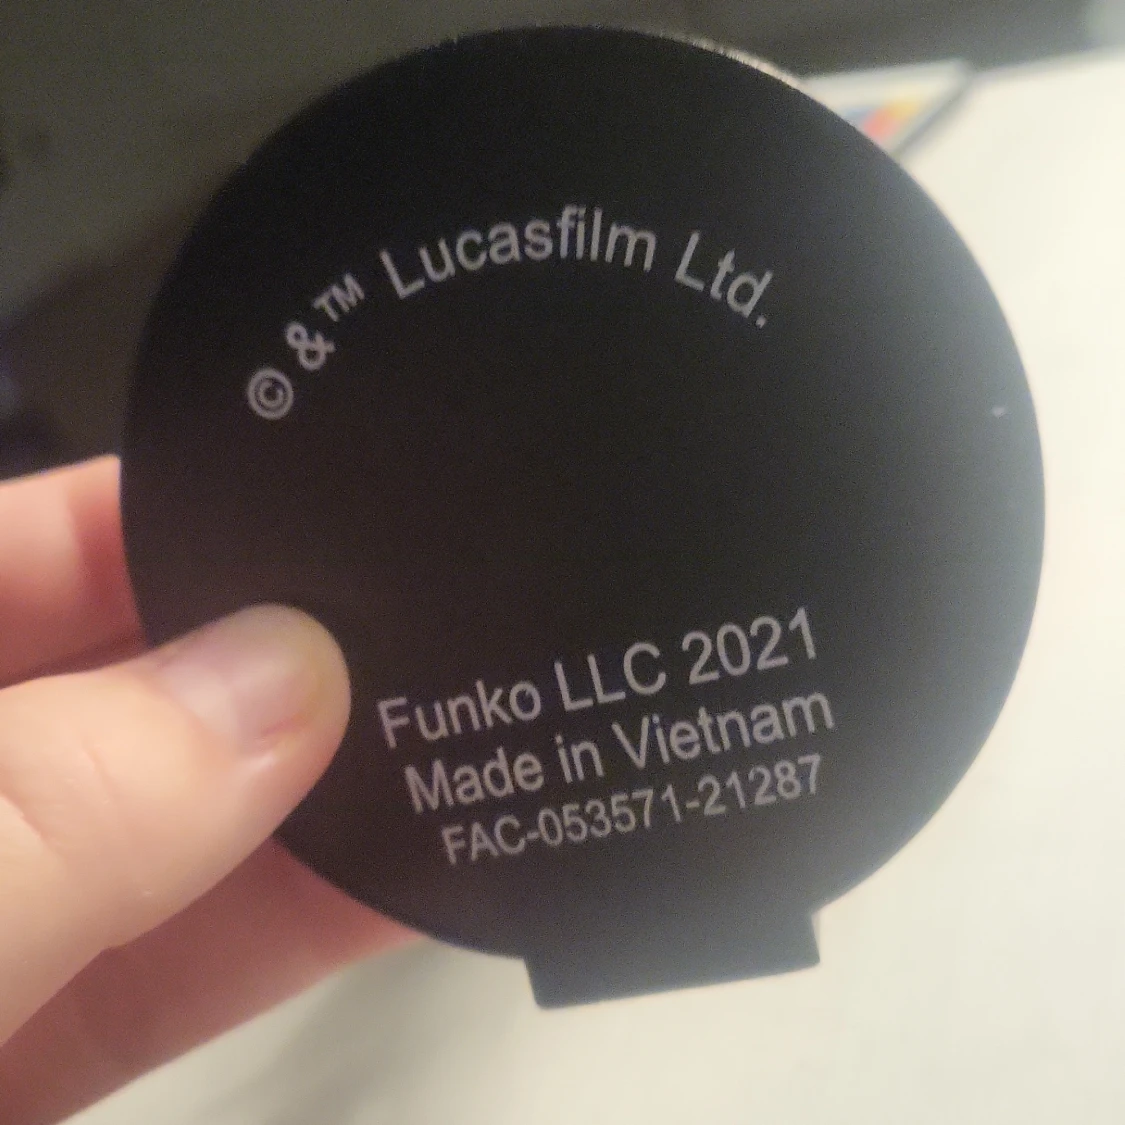 © & ™ Lucasfilm Ltd.
Funko LLC 2021
Made in Vietnam
FAC-053571-21287